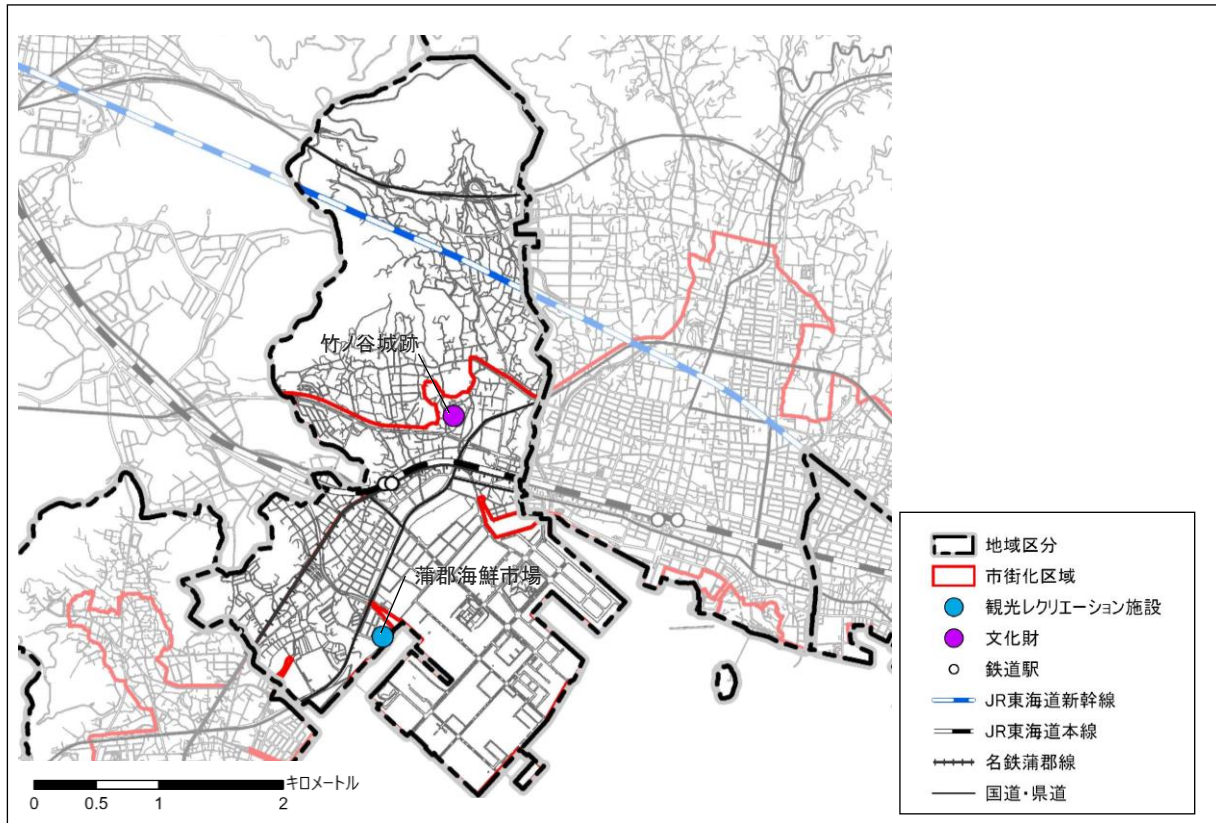 竹ノ谷城跡
蒲郡海鮮市場
キロメートル
0 0.5 1 2
地域区分
市街化区域
観光レクリエーション施設
文化財
鉄道駅
JR東海道新幹線
JR東海道本線
名鉄蒲郡線
国道・県道